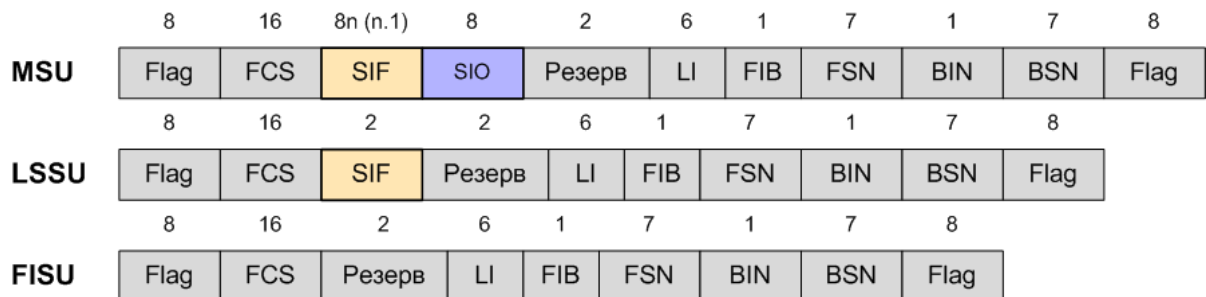 8 16 8n (n.1) 8 2 6 1 7 1 7 8
MSU Flag FCS SIF SIO Резерв LI FIB FSN BIN BSN Flag
8 16 2 2 6 1 7 1 7 8
LSSU Flag FCS SIF Резерв LI FIB FSN BIN BSN Flag
8 16 2 6 1 7 1 7 8
FISU Flag FCS Резерв LI FIB FSN BIN BSN Flag